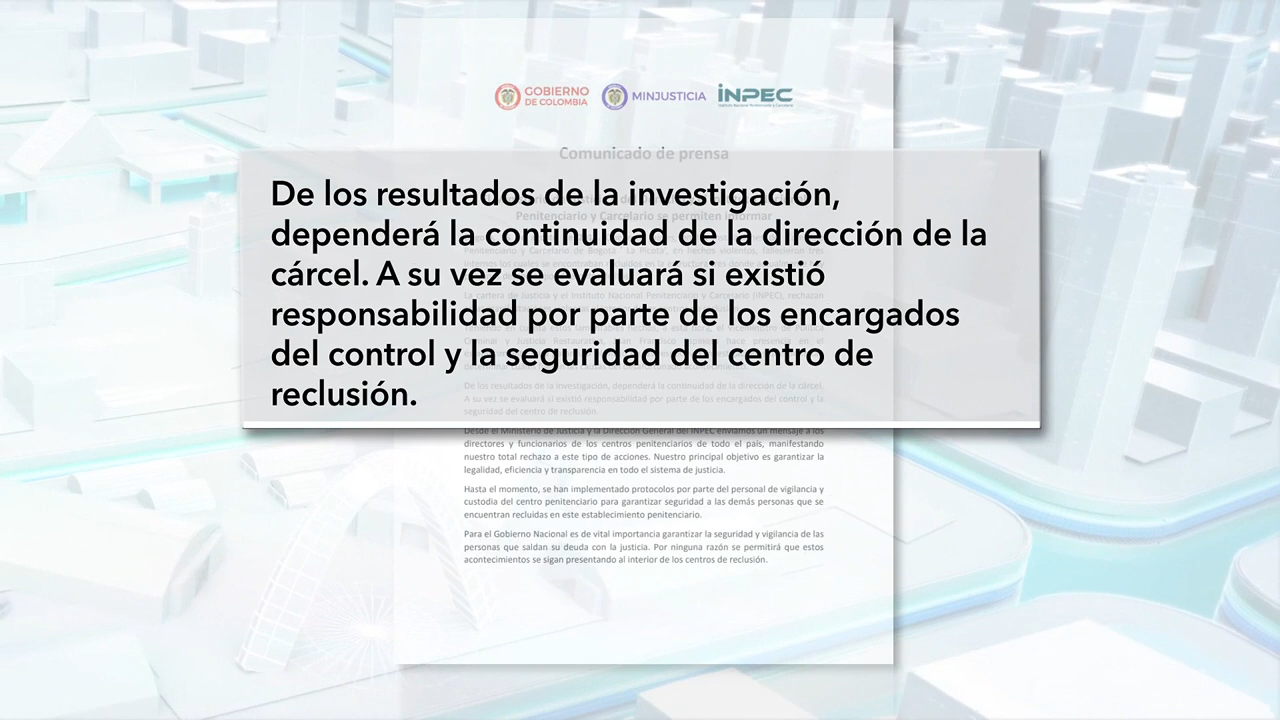 GOBIERNO
DE COLOMBIA
MINJUSTICIA
INPEC
Instituto Nacional Penitenciario y Carcelario
Comunicado de prensa
Penitenciario y Carcelario se permiten informar
De los resultados de la investigación,
dependerá la continuidad de la dirección de la
cárcel. A su vez se evaluará si existió
responsabilidad por parte de los encargados
del control y la seguridad del centro de
reclusión.
De los resultados de la investigación, dependerá la continuidad de la dirección de la cárcel.
A su vez se evaluará si existió responsabilidad por parte de los encargados del control y la
seguridad del centro de reclusión.
Desde el Ministerio de Justicia y la Dirección General del INPEC enviamos un mensaje a los
directores y funcionarios de los centros penitenciarios de todo el país, manifestando
nuestro total rechazo a este tipo de acciones. Nuestro principal objetivo es garantizar la
legalidad, eficiencia y transparencia en todo el sistema de justicia.
Hasta el momento, se han implementado protocolos por parte del personal de vigilancia y
custodia del centro penitenciario para garantizar seguridad a las demás personas que se
encuentran recluidas en este establecimiento penitenciario.
Para el Gobierno Nacional es de vital importancia garantizar la seguridad y vigilancia de las
personas que saldan su deuda con la justicia. Por ninguna razón se permitirá que estos
acontecimientos se sigan presentando al interior de los centros de reclusión.